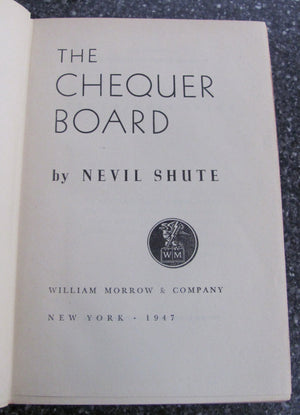 THE
CHEQUER
BOARD
by NEVIL SHUTE
WM
WILLIAM MORROW & COMPANY
NEW YORK · 1947